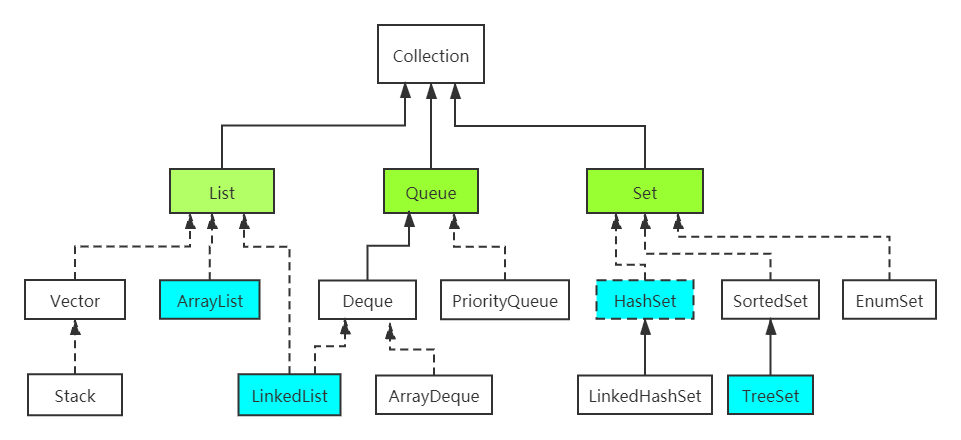 Collection
List
Queue
Set
Vector
ArrayList
Deque
PriorityQueue
HashSet
SortedSet
EnumSet
Stack
LinkedList
ArrayDeque
LinkedHashSet
TreeSet